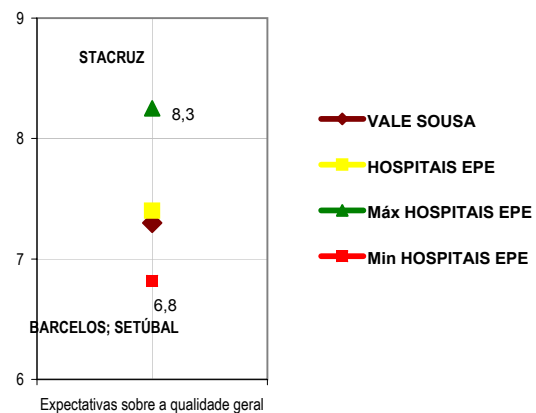 9
STACRUZ
8,3
8
7
6,8
BARCELOS; SETÚBAL
6
Expectativas sobre a qualidade geral
VALE SOUSA
HOSPITAIS EPE
Máx HOSPITAIS EPE
Min HOSPITAIS EPE